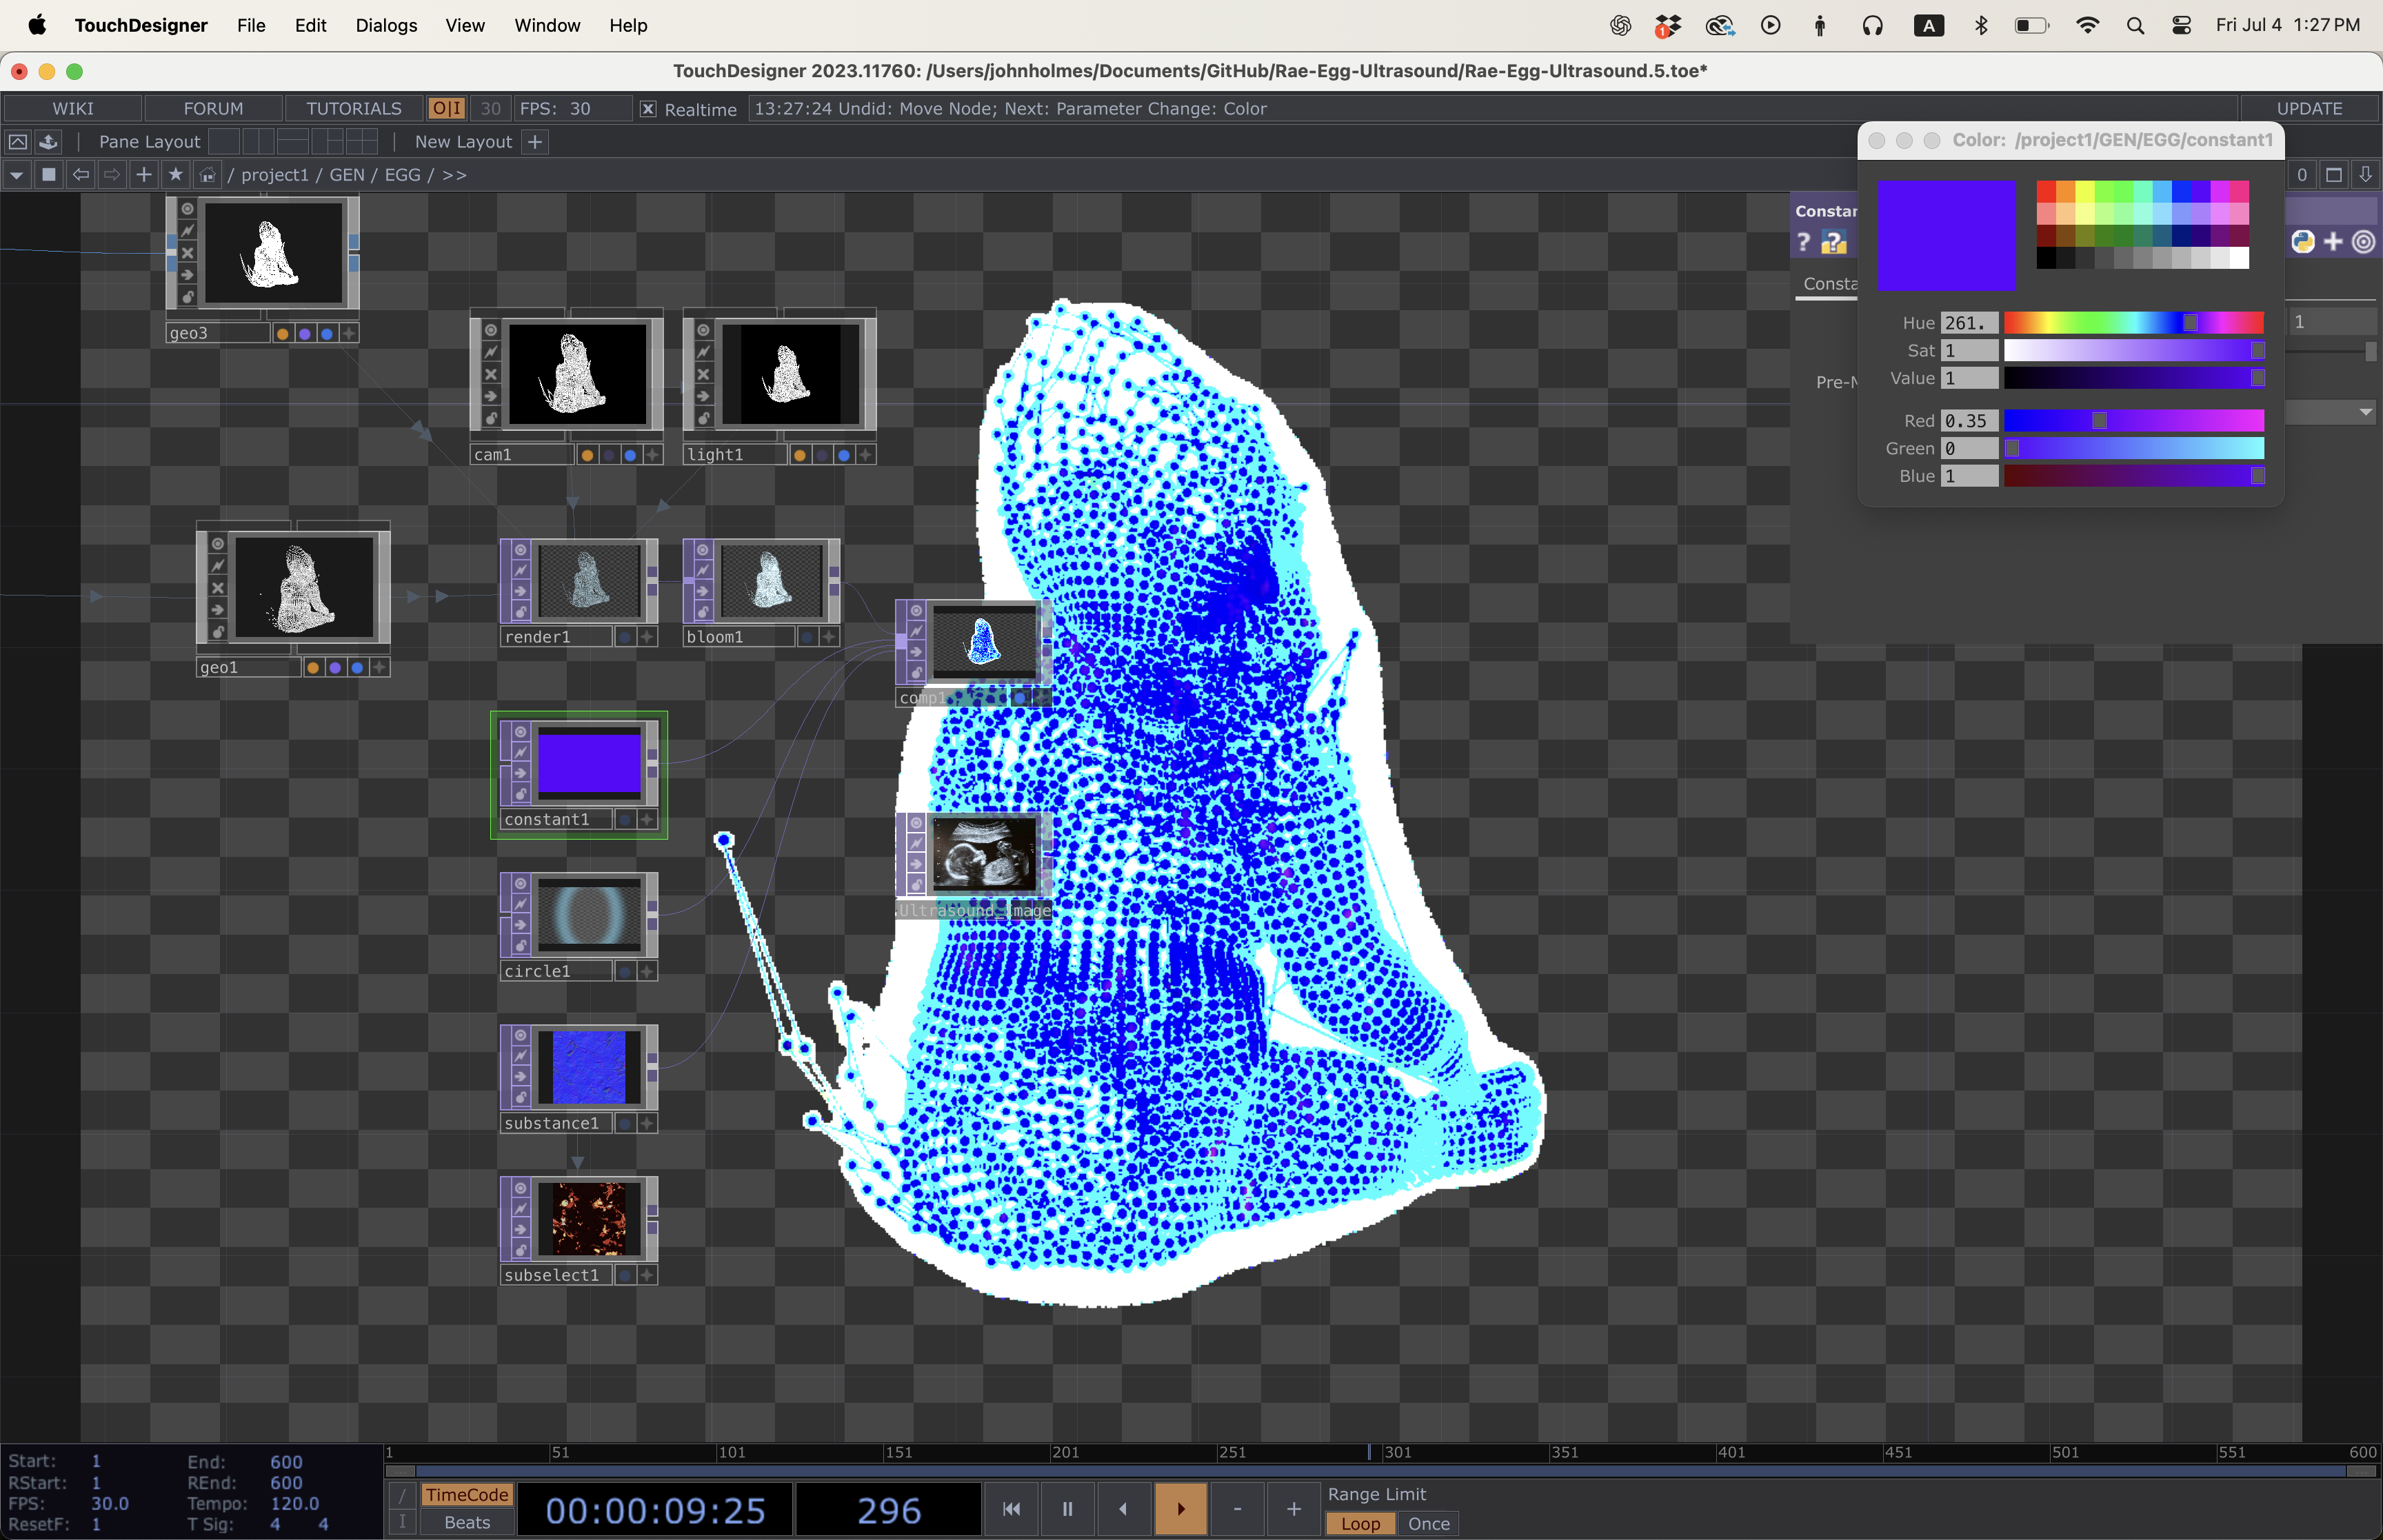 TouchDesigner File Edit Dialogs View Window Help
1 A Fri Jul 4 1:27 PM
TouchDesigner 2023.11760: /Users/johnholmes/Documents/GitHub/Rae-Egg-Ultrasound/Rae-Egg-Ultrasound.5.toe*
WIKI FORUM TUTORIALS O|I 30 FPS: 30 Realtime 13:27:24 Undid: Move Node; Next: Parameter Change: Color UPDATE
Pane Layout New Layout +
/ project1 / GEN / EGG / >> 0
Color: /project1/GEN/EGG/constant1
Constan
Consta
1
Pre-M
Hue 261.
Sat 1
Value 1
Red 0.35
Green 0
Blue 1
geo3
cam1
light1
geo1
render1
bloom1
comp1
constant1
circle1
Ultrasound_Image
substance1
subselect1
1 51 101 151 201 251 301 351 401 451 501 551 600
Start: 1 End: 600
RStart: 1 REnd: 600
FPS: 30.0 Tempo: 120.0
ResetF: 1 T Sig: 4 4
/ TimeCode
I Beats
00:00:09:25 296
- +
Range Limit
Loop Once